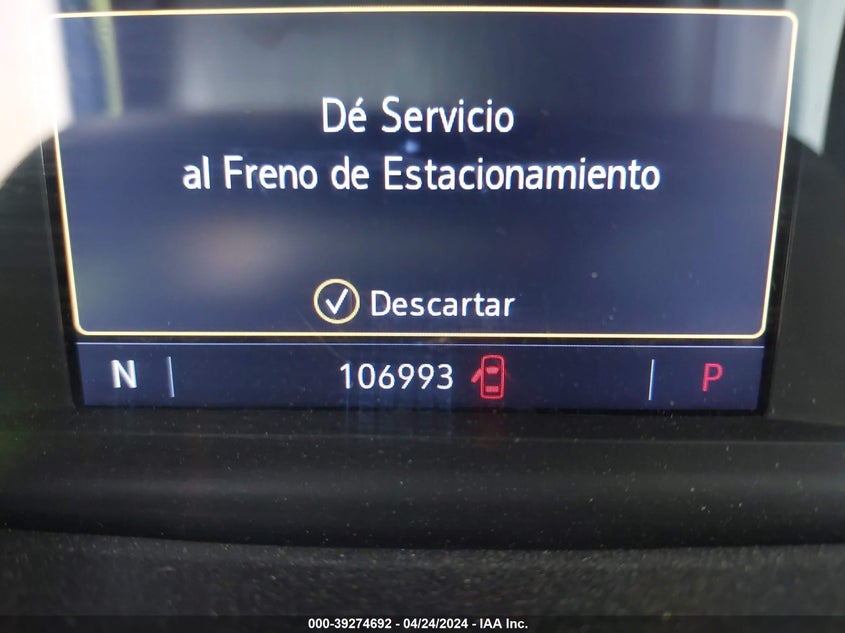 Dé Servicio
al Freno de Estacionamiento
Descartar
N 106993 P
000-39274692 - 04/24/2024 - IAA Inc.